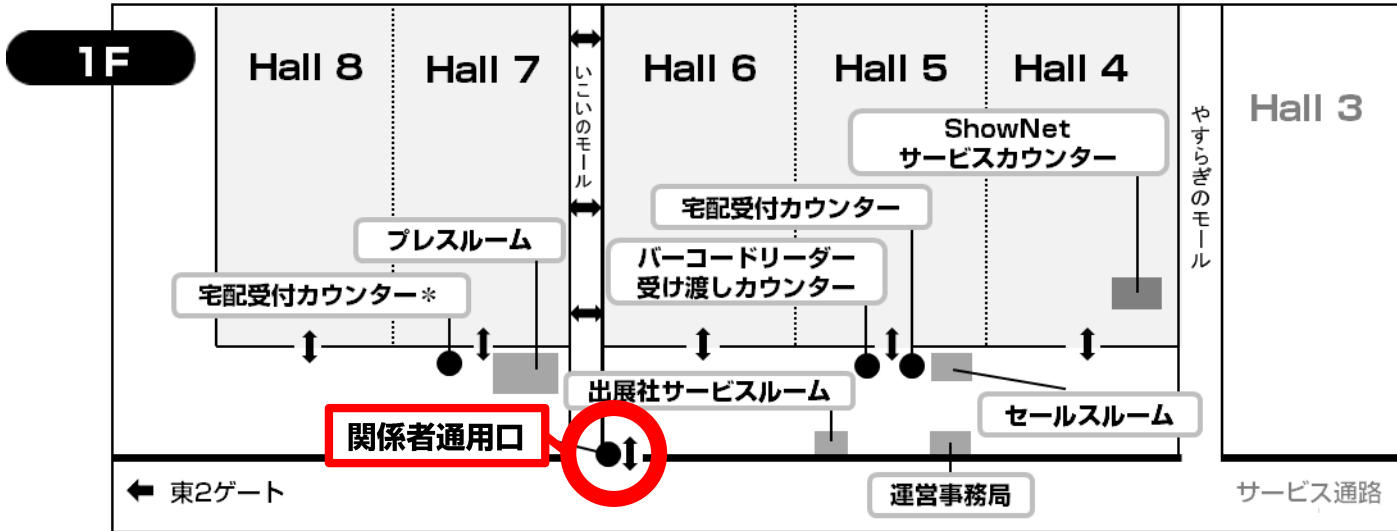 1F
Hall 8
Hall 7
いこいのモール
Hall 6
Hall 5
Hall 4
やすらぎのモール
Hall 3
ShowNet
サービスカウンター
宅配受付カウンター
プレスルーム
バーコードリーダー
受け渡しカウンター
宅配受付カウンター＊
出展社サービスルーム
セールスルーム
関係者通用口
運営事務局
東2ゲート
サービス通路